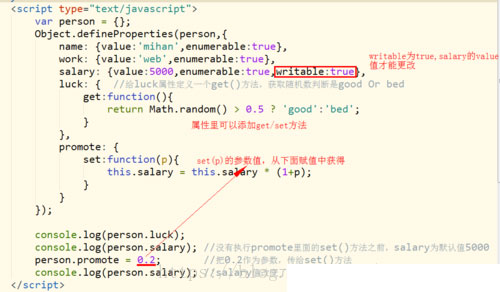 <script type="text/javascript">
var person = {};
Object.defineProperties(person,{
name: {value:'mihan',enumerable:true},
work: {value:'web',enumerable:true},
salary: {value:5000,enumerable:true,writable:true},
writable为true,salary的value
值才能更改
luck: { //给luck属性定义一个get()方法，获取随机数判断是good Or bed
get:function(){
return Math.random() > 0.5 ? 'good':'bed';
}
属性里可以添加get/set方法
},
promote: {
set:function(p){
set(p)的参数值，从下面赋值中获得
this.salary = this.salary * (1+p);
}
}
});
console.log(person.luck);
console.log(person.salary); //没有执行promote里面的set()方法之前，salary为默认值5000
person.promote = 0.2; //把0.2作为参数，传给set()方法
console.log(person.salary); //salary值改变了
</script>